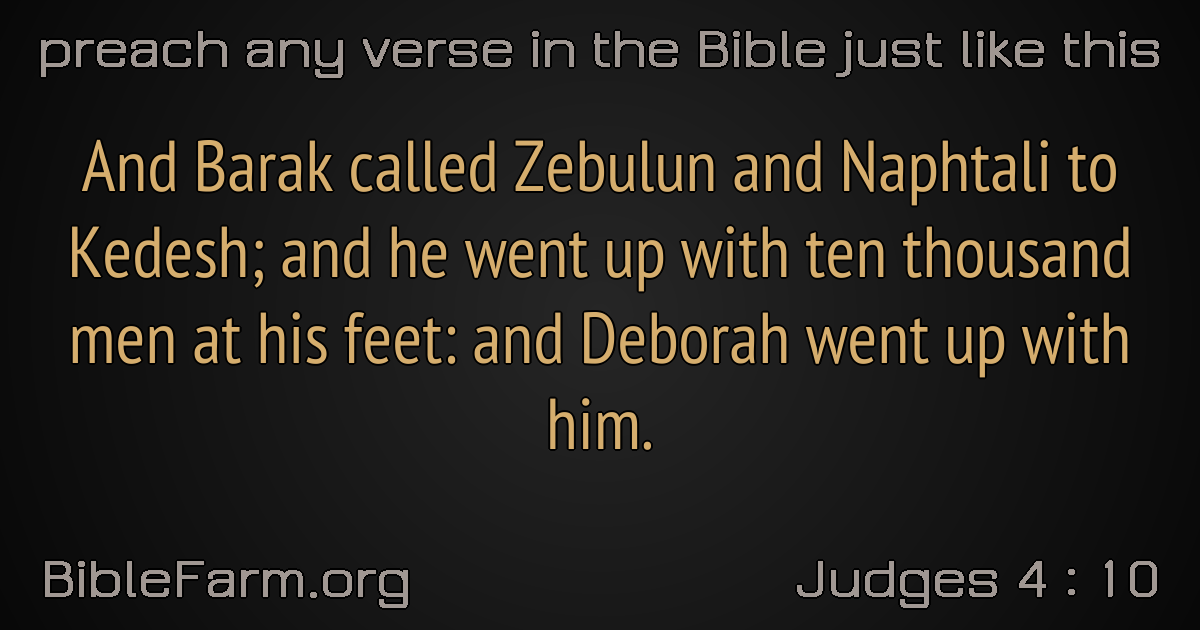 preach any verse in the Bible just like this
And Barak called Zebulun and Naphtali to
Kedesh; and he went up with ten thousand
men at his feet: and Deborah went up with
him.
BibleFarm.org
Judges 4 : 10